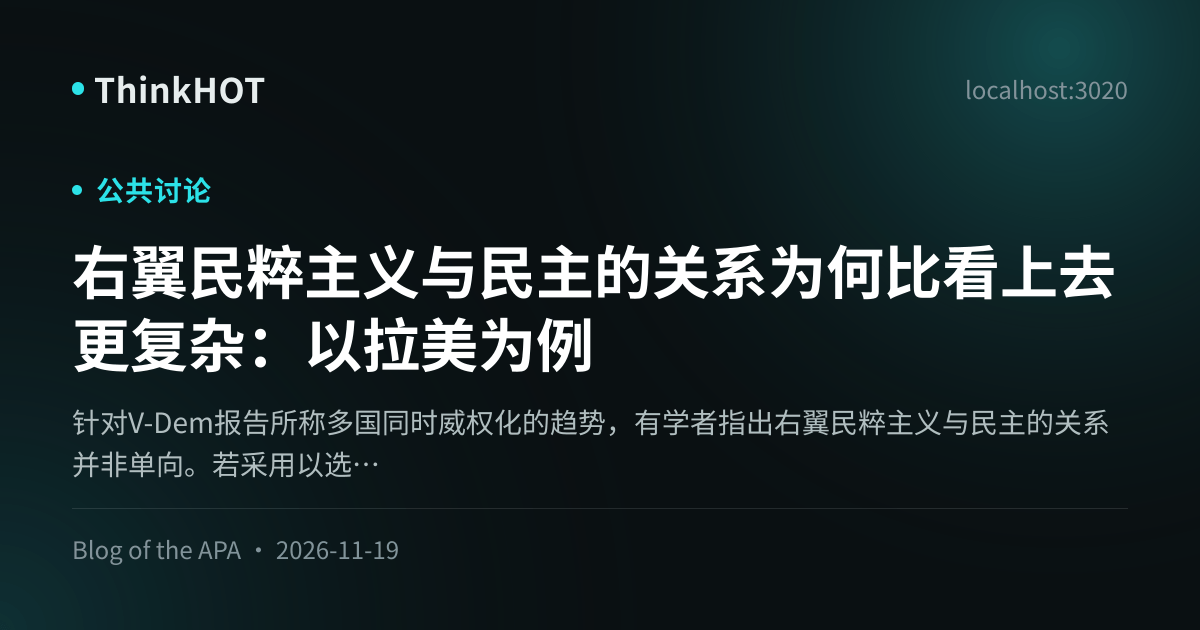 ThinkHOT
localhost:3020
公共讨论
右翼民粹主义与民主的关系为何比看上去
更复杂：以拉美为例
针对V-Dem报告所称多国同时威权化的趋势，有学者指出右翼民粹主义与民主的关系
并非单向。若采用以选…
Blog of the APA · 2026-11-19